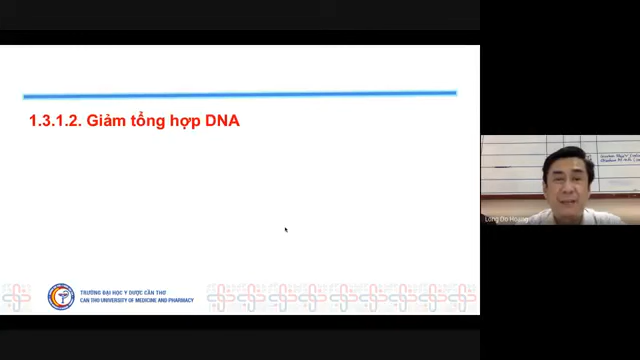 1.3.1.2. Giảm tổng hợp DNA
TRƯỜNG ĐẠI HỌC Y DƯỢC CẦN THƠ
CAN THO UNIVERSITY OF MEDICINE AND PHARMACY
Long Do Hoang